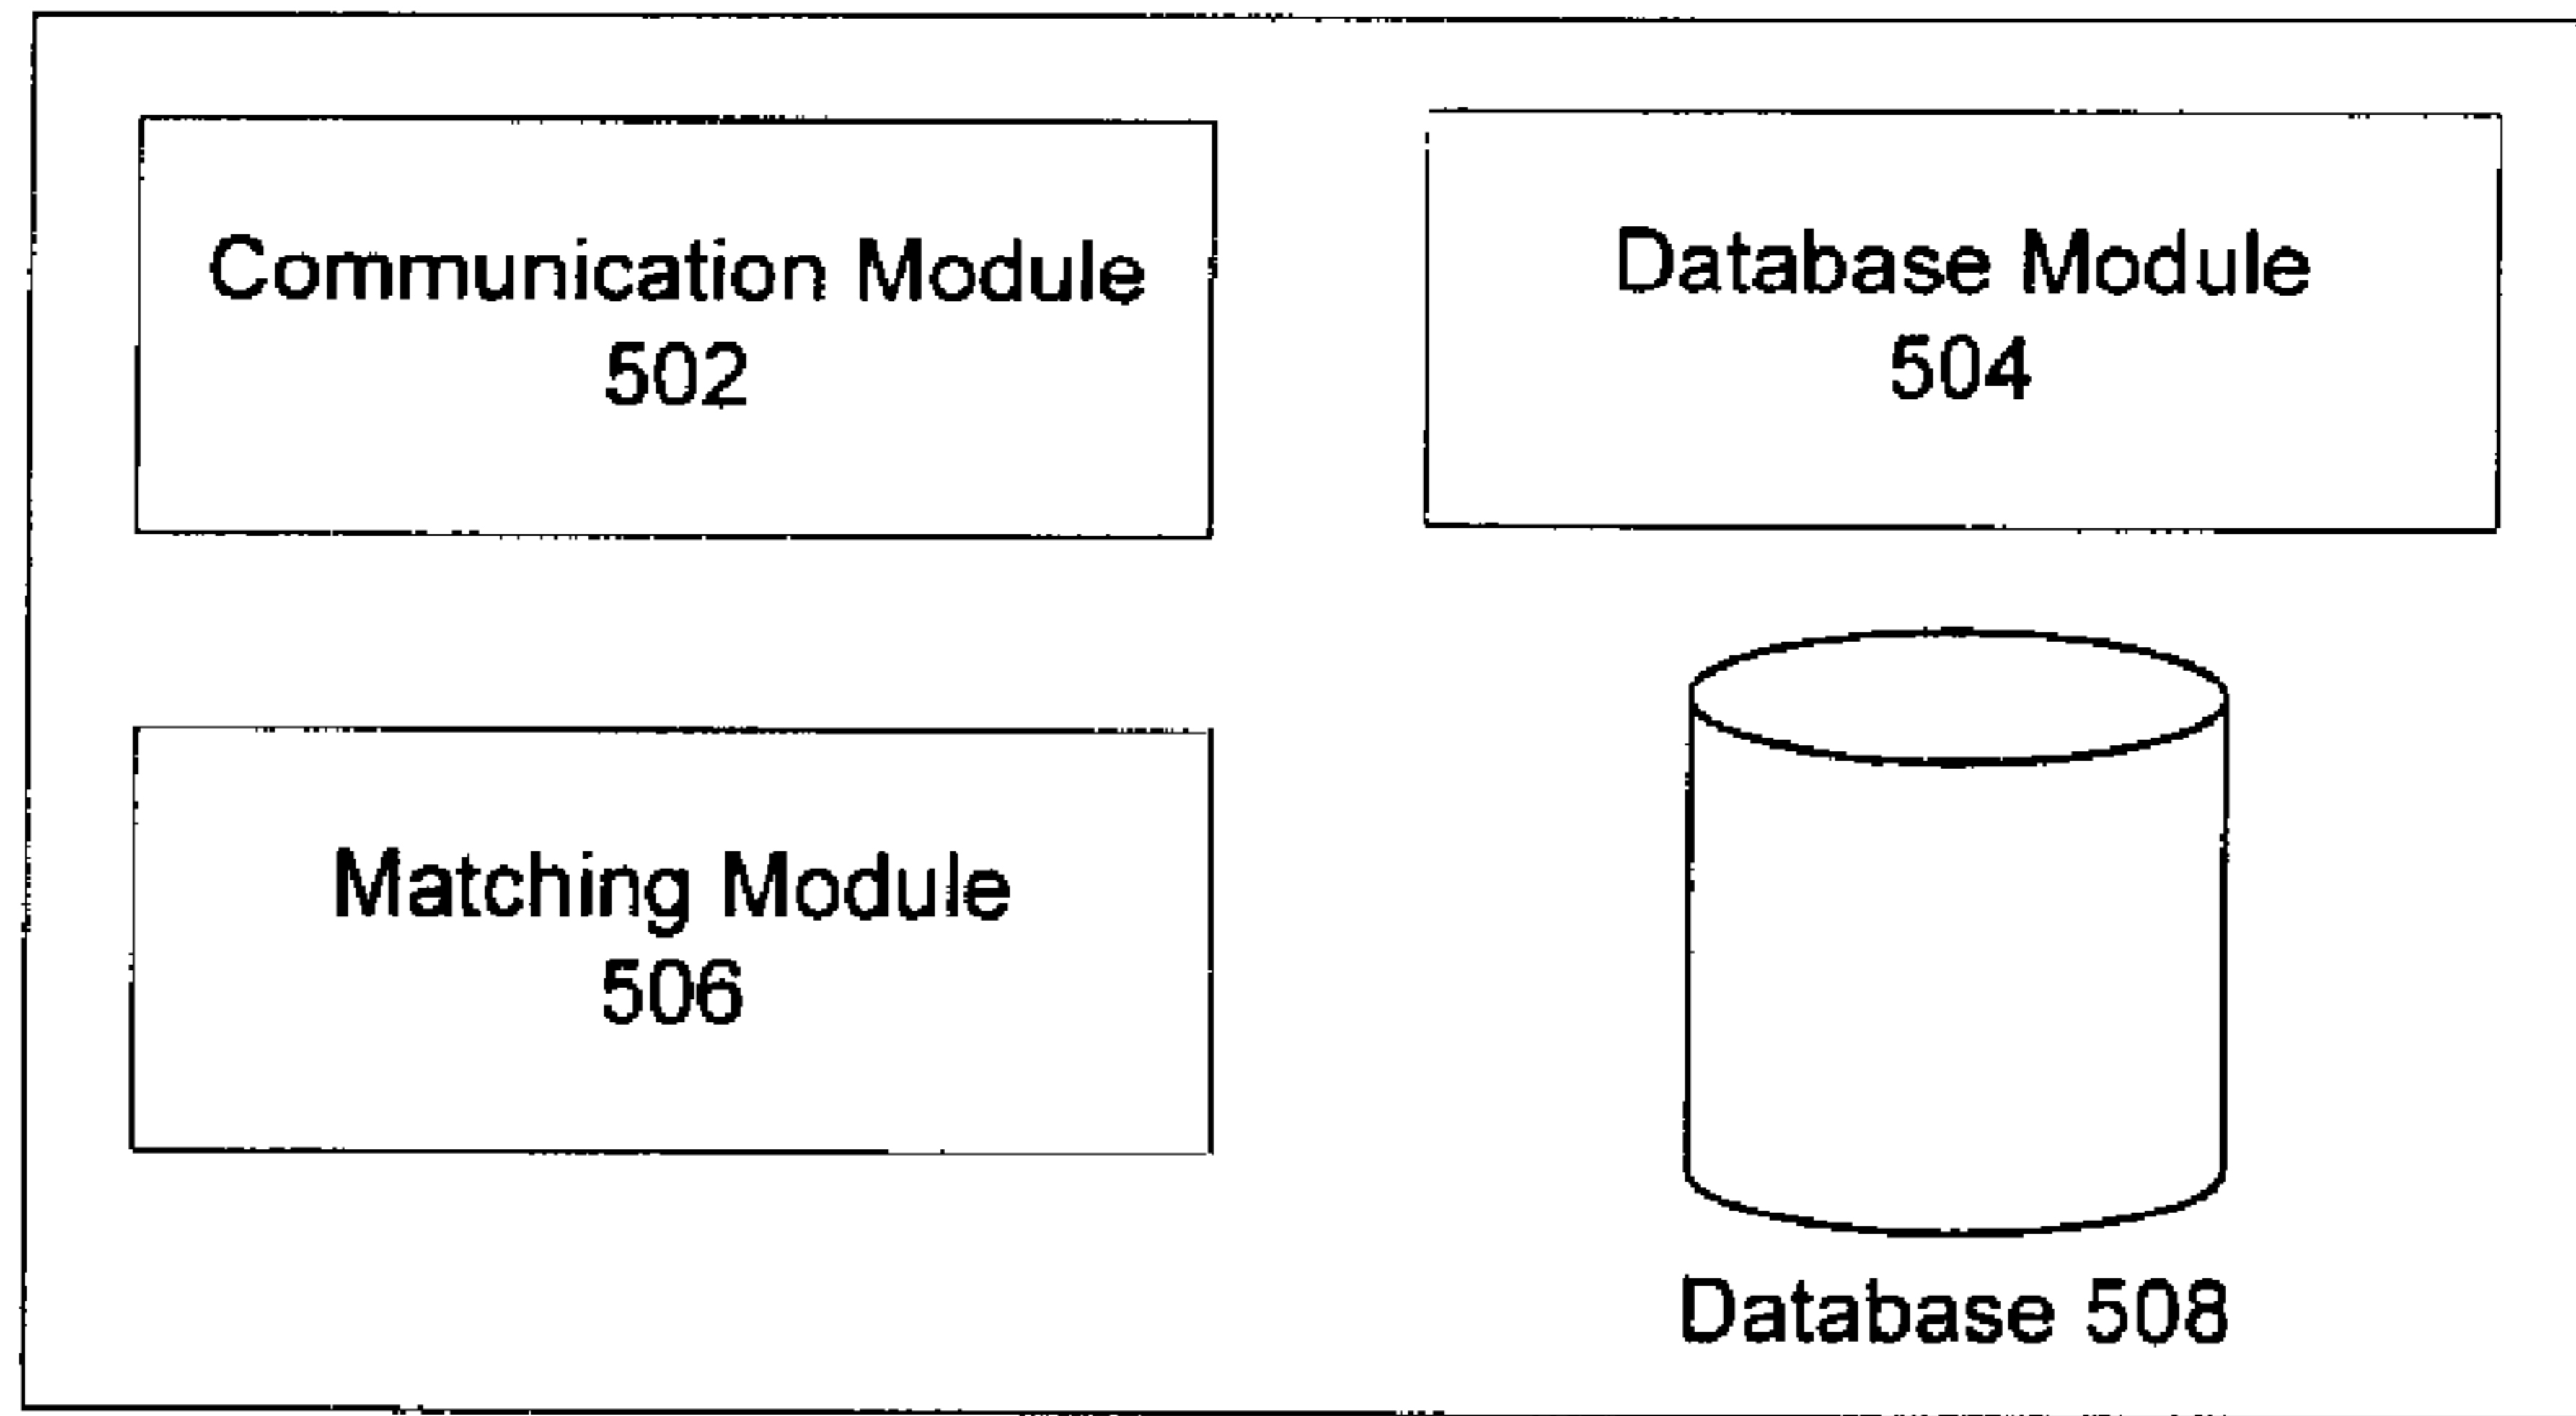 Communication Module
502
Database Module
504
Matching Module
506
Database 508